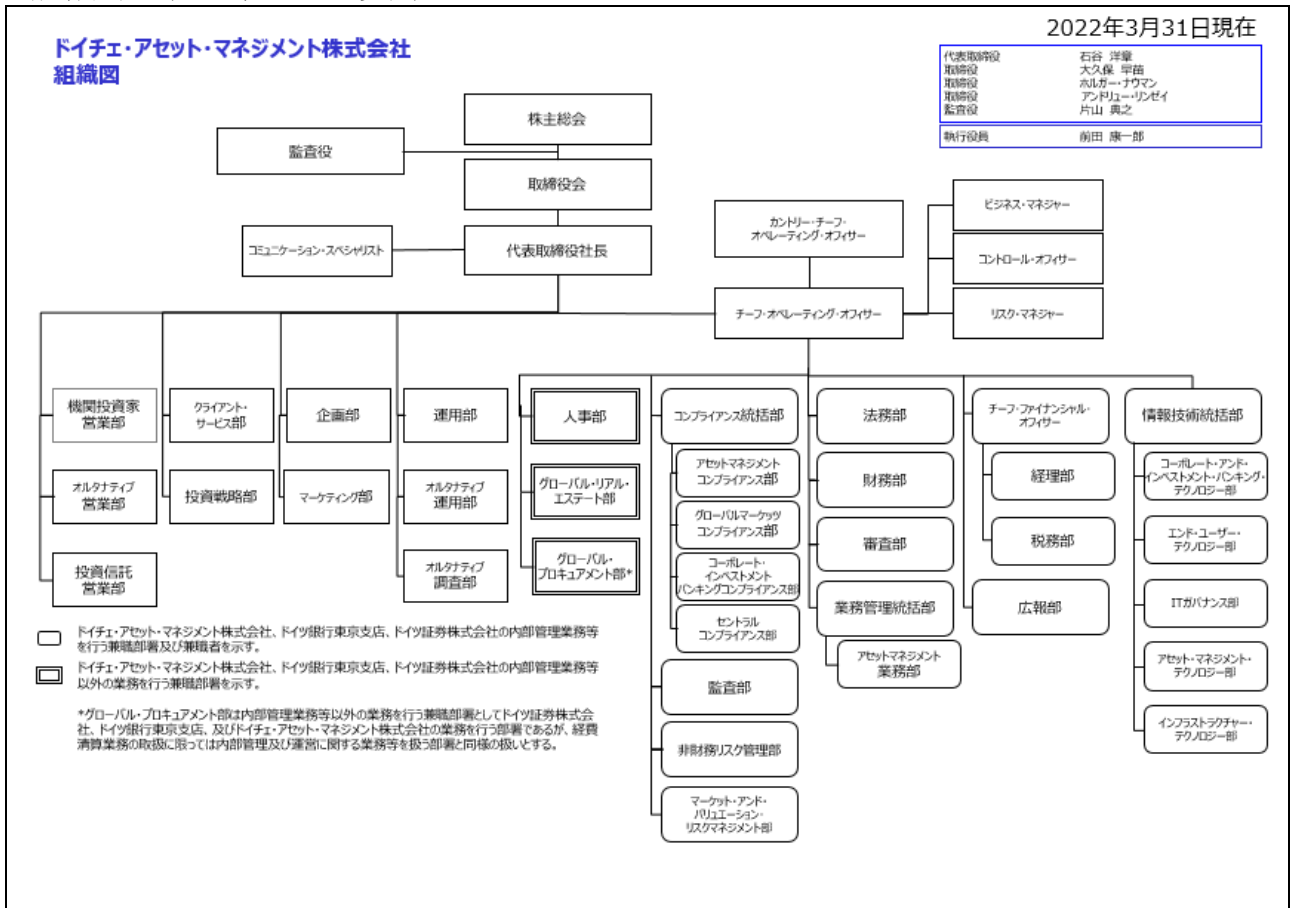 2022年3月31日現在
ドイチェ・アセット・マネジメント株式会社
組織図
代表取締役 石谷 洋章
取締役 大久保 早苗
取締役 ホルガー・ナウマン
取締役 アンドリュー・リンゼイ
監査役 片山 典之
執行役員 前田 康一郎
株主総会
監査役
取締役会
コミュニケーション・スペシャリスト
代表取締役社長
カントリー・チーフ・
オペレーティング・オフィサー
チーフ・オペレーティング・オフィサー
ビジネス・マネジャー
コントロール・オフィサー
リスク・マネジャー
機関投資家
営業部
オルタナティブ
営業部
投資信託
営業部
クライアント・
サービス部
投資戦略部
企画部
マーケティング部
運用部
オルタナティブ
運用部
オルタナティブ
調査部
人事部
グローバル・リアル・
エステート部
グローバル・
プロキュアメント部*
コンプライアンス統括部
アセットマネジメント
コンプライアンス部
グローバルマーケッツ
コンプライアンス部
コーポレート・
インベストメント
バンキングコンプライアンス部
セントラル
コンプライアンス部
監査部
非財務リスク管理部
マーケット・アンド・
バリュエーション・
リスクマネジメント部
法務部
財務部
審査部
業務管理統括部
アセットマネジメント
業務部
チーフ・ファイナンシャル・
オフィサー
経理部
税務部
広報部
情報技術統括部
コーポレート・アンド・
インベストメント・バンキング・
テクノロジー部
エンド・ユーザー・
テクノロジー部
ITガバナンス部
アセット・マネジメント・
テクノロジー部
インフラストラクチャー・
テクノロジー部
ドイチェ・アセット・マネジメント株式会社、ドイツ銀行東京支店、ドイツ証券株式会社の内部管理業務等
を行う兼職部署及び兼職者を示す。
ドイチェ・アセット・マネジメント株式会社、ドイツ銀行東京支店、ドイツ証券株式会社の内部管理業務等
以外の業務を行う兼職部署を示す。
*グローバル・プロキュアメント部は内部管理業務等以外の業務を行う兼職部署としてドイツ証券株式会
社、ドイツ銀行東京支店、及びドイチェ・アセット・マネジメント株式会社の業務を行う部署であるが、経費
清算業務の取扱に限っては内部管理及び運営に関する業務等を扱う部署と同様の扱いとする。